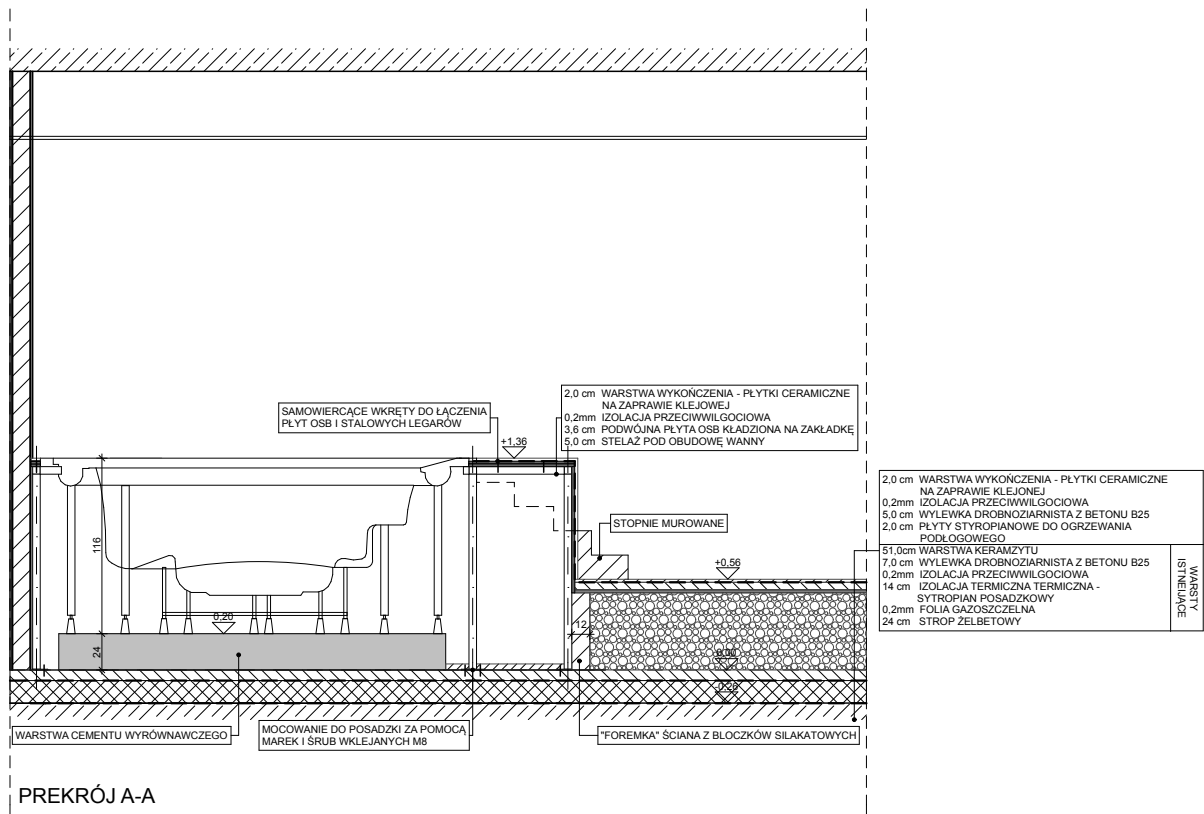 SAMOWIERCĄCE WKRĘTY DO ŁĄCZENIA
PŁYT OSB I STALOWYCH LEGARÓW
2,0 cm WARSTWA WYKOŃCZENIA - PŁYTKI CERAMICZNE
NA ZAPRAWIE KLEJOWEJ
0,2mm IZOLACJA PRZECIWWILGOCIOWA
3,6 cm PODWÓJNA PŁYTA OSB KŁADZIONA NA ZAKŁADKĘ
5,0 cm STELAŻ POD OBUDOWĘ WANNY
+1,36
2,0 cm WARSTWA WYKOŃCZENIA - PŁYTKI CERAMICZNE
NA ZAPRAWIE KLEJONEJ
0,2mm IZOLACJA PRZECIWWILGOCIOWA
5,0 cm WYLEWKA DROBNOZIARNISTA Z BETONU B25
2,0 cm PŁYTY STYROPIANOWE DO OGRZEWANIA
PODŁOGOWEGO
51,0cm WARSTWA KERAMZYTU
7,0 cm WYLEWKA DROBNOZIARNISTA Z BETONU B25
0,2mm IZOLACJA PRZECIWWILGOCIOWA
14 cm IZOLACJA TERMICZNA TERMICZNA -
SYTROPIAN POSADZKOWY
0,2mm FOLIA GAZOSZCZELNA
24 cm STROP ŻELBETOWY
WARSTY
ISTNIEJĄCE
STOPNIE MUROWANE
+0,56
116
0,20
12
24
0,00
-0,26
WARSTWA CEMENTU WYRÓWNAWCZEGO
MOCOWANIE DO POSADZKI ZA POMOCĄ
MAREK I ŚRUB WKLEJANYCH M8
"FOREMKA" ŚCIANA Z BLOCZKÓW SILAKATOWYCH
PREKRÓJ A-A